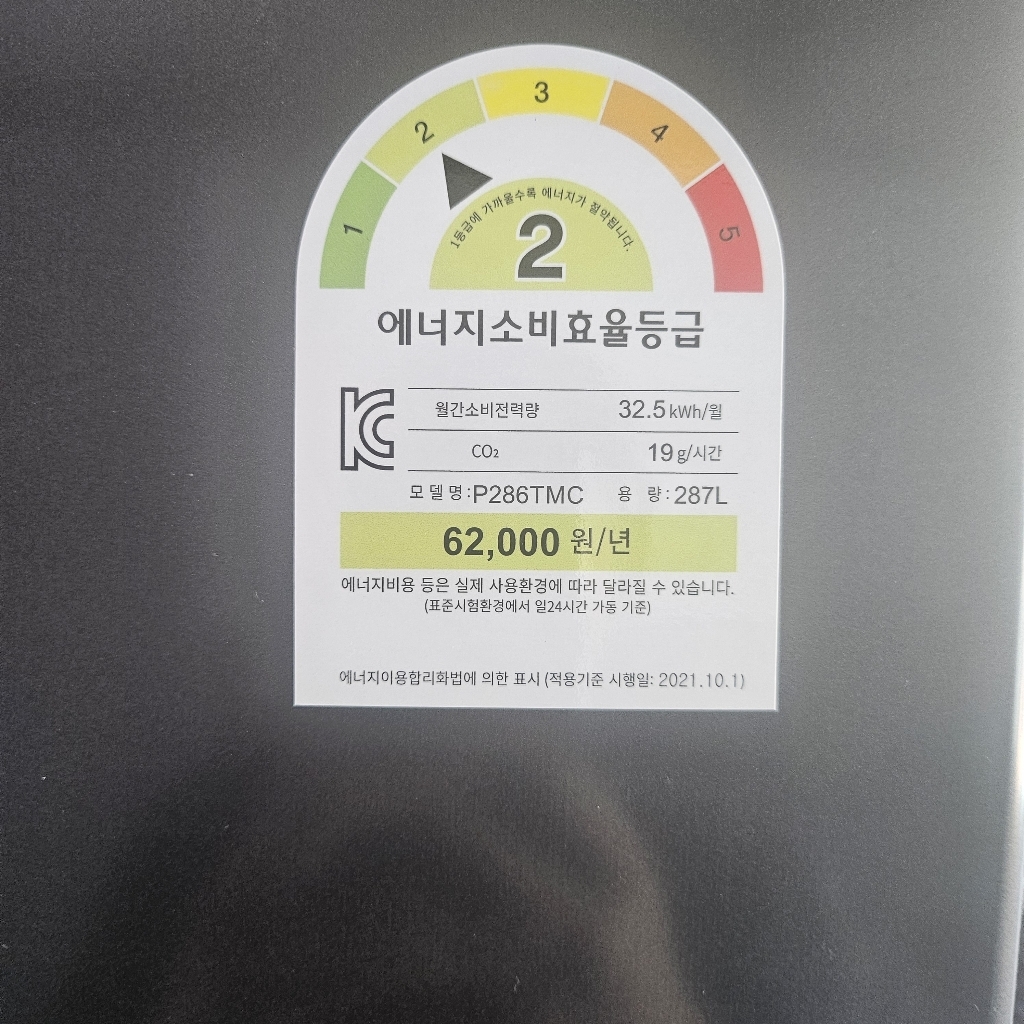 1
2
3
4
5
1등급에 가까울수록 에너지가 절약됩니다.
2
에너지소비효율등급
KC
월간소비전력량 32.5 kWh/월
CO₂ 19 g/시간
모 델 명 : P286TMC 용 량 : 287L
62,000 원/년
에너지비용 등은 실제 사용환경에 따라 달라질 수 있습니다.
(표준시험환경에서 일24시간 가동 기준)
에너지이용합리화법에 의한 표시 (적용기준 시행일: 2021.10.1)